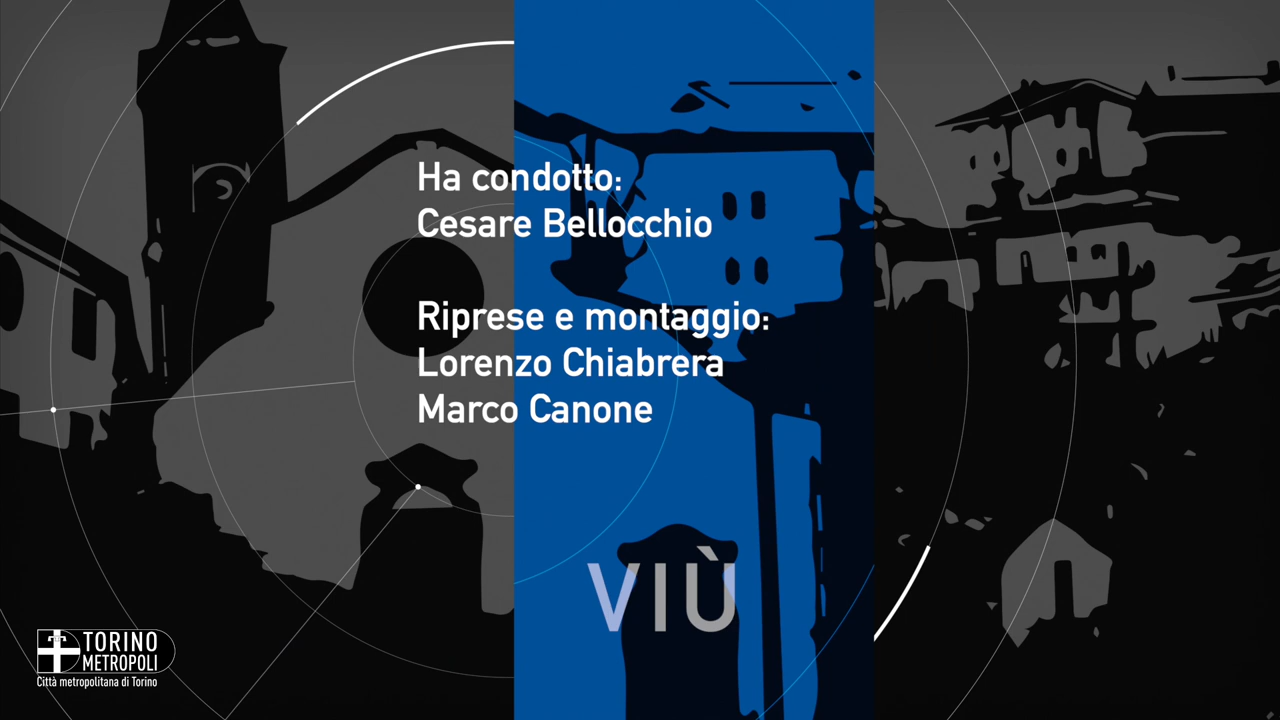 Ha condotto:
Cesare Bellocchio
Riprese e montaggio:
Lorenzo Chiabrera
Marco Canone
VIÙ
TORINO
METROPOLI
Città metropolitana di Torino